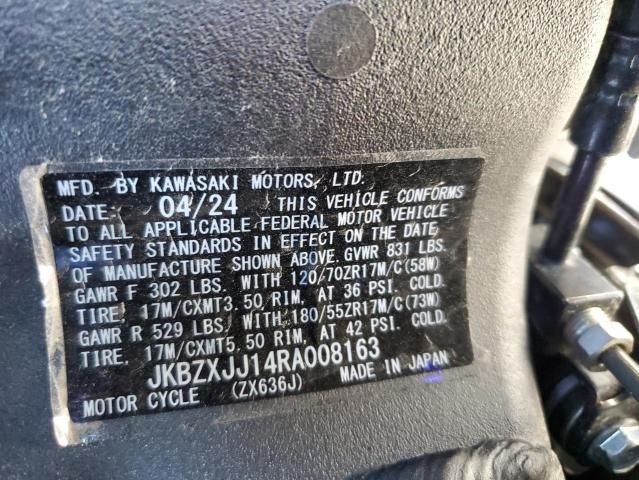 MFD. BY KAWASAKI MOTORS, LTD.
DATE: 04/24 THIS VEHICLE CONFORMS
TO ALL APPLICABLE FEDERAL MOTOR VEHICLE
SAFETY STANDARDS IN EFFECT ON THE DATE
OF MANUFACTURE SHOWN ABOVE. GVWR 831 LBS.
GAWR F 302 LBS. WITH 120/70ZR17M/C(58W)
TIRE, 17M/CXMT3.50 RIM, AT 36 PSI. COLD.
GAWR R 529 LBS. WITH 180/55ZR17M/C(73W)
TIRE, 17M/CXMT5.50 RIM, AT 42 PSI. COLD.
JKBZXJJ14RA008163
MOTOR CYCLE (ZX636J) MADE IN JAPAN